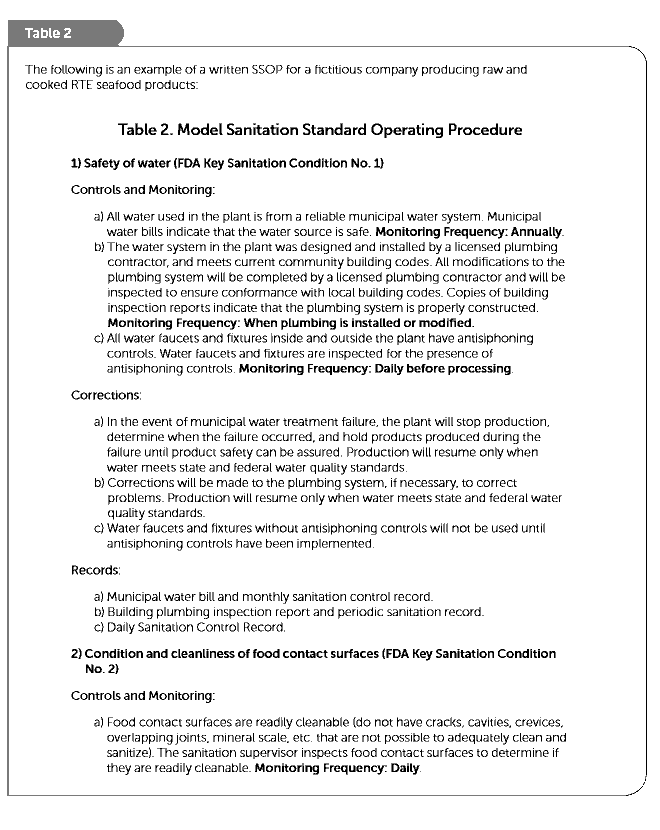 Table 2
The following is an example of a written SSOP for a fictitious company producing raw and
cooked RTE seafood products:
Table 2. Model Sanitation Standard Operating Procedure
1) Safety of water (FDA Key Sanitation Condition No. 1)
Controls and Monitoring:
a) All water used in the plant is from a reliable municipal water system. Municipal
water bills indicate that the water source is safe. Monitoring Frequency: Annually.
b) The water system in the plant was designed and installed by a licensed plumbing
contractor, and meets current community building codes. All modifications to the
plumbing system will be completed by a licensed plumbing contractor and will be
inspected to ensure conformance with local building codes. Copies of building
inspection reports indicate that the plumbing system is properly constructed.
Monitoring Frequency: When plumbing is installed or modified.
c) All water faucets and fixtures inside and outside the plant have antisiphoning
controls. Water faucets and fixtures are inspected for the presence of
antisiphoning controls. Monitoring Frequency: Daily before processing.
Corrections:
a) In the event of municipal water treatment failure, the plant will stop production,
determine when the failure occurred, and hold products produced during the
failure until product safety can be assured. Production will resume only when
water meets state and federal water quality standards.
b) Corrections will be made to the plumbing system, if necessary, to correct
problems. Production will resume only when water meets state and federal water
quality standards.
c) Water faucets and fixtures without antisiphoning controls will not be used until
antisiphoning controls have been implemented.
Records:
a) Municipal water bill and monthly sanitation control record.
b) Building plumbing inspection report and periodic sanitation record.
c) Daily Sanitation Control Record.
2) Condition and cleanliness of food contact surfaces (FDA Key Sanitation Condition
No. 2)
Controls and Monitoring:
a) Food contact surfaces are readily cleanable (do not have cracks, cavities, crevices,
overlapping joints, mineral scale, etc. that are not possible to adequately clean and
sanitize). The sanitation supervisor inspects food contact surfaces to determine if
they are readily cleanable. Monitoring Frequency: Daily.